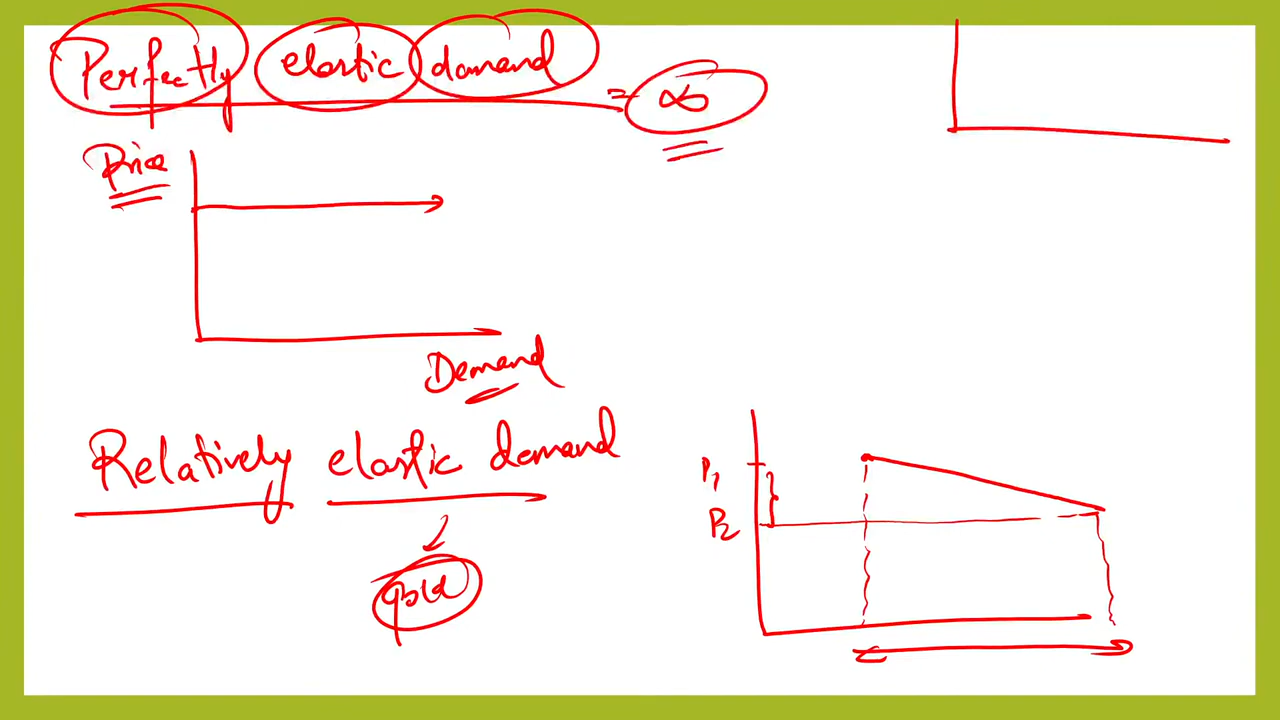 Perfectly elastic demand = ∞
Price
Demand
Relatively elastic demand
gold
P1
P2